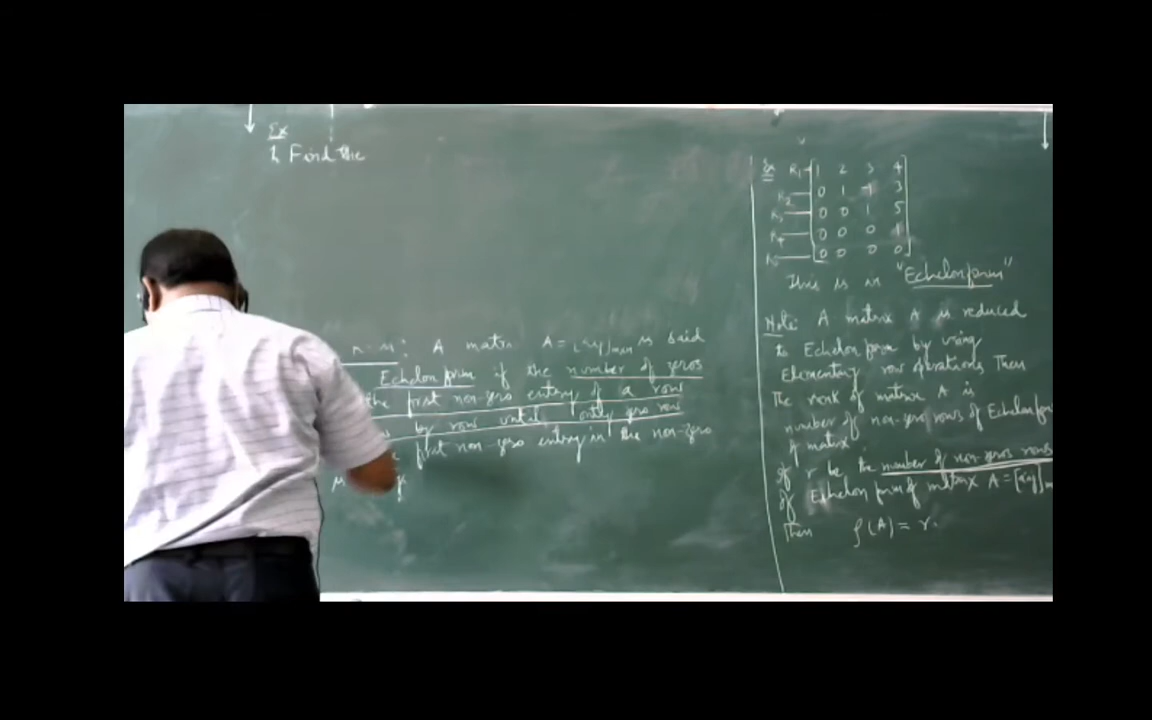 Ex
1. Find the
A matrix A = [aij]mxn is said
Echelon form if the number of zeros
the first non-zero entry of a row
by row until only zero row
first non-zero entry in the non-zero
Ex R1 1 2 3 4
R2 0 1 3
R3 0 0 1 5
R4 0 0 0 1
0 0 0 0
This is in "Echelon form"
Note: A matrix A is reduced
to Echelon form by using
Elementary row operations Then
The rank of matrix A is
number of non-zero rows of Echelon form
of matrix.
If r be the number of non-zero rows
of Echelon form of matrix A = [aij]m
Then ρ(A) = r.